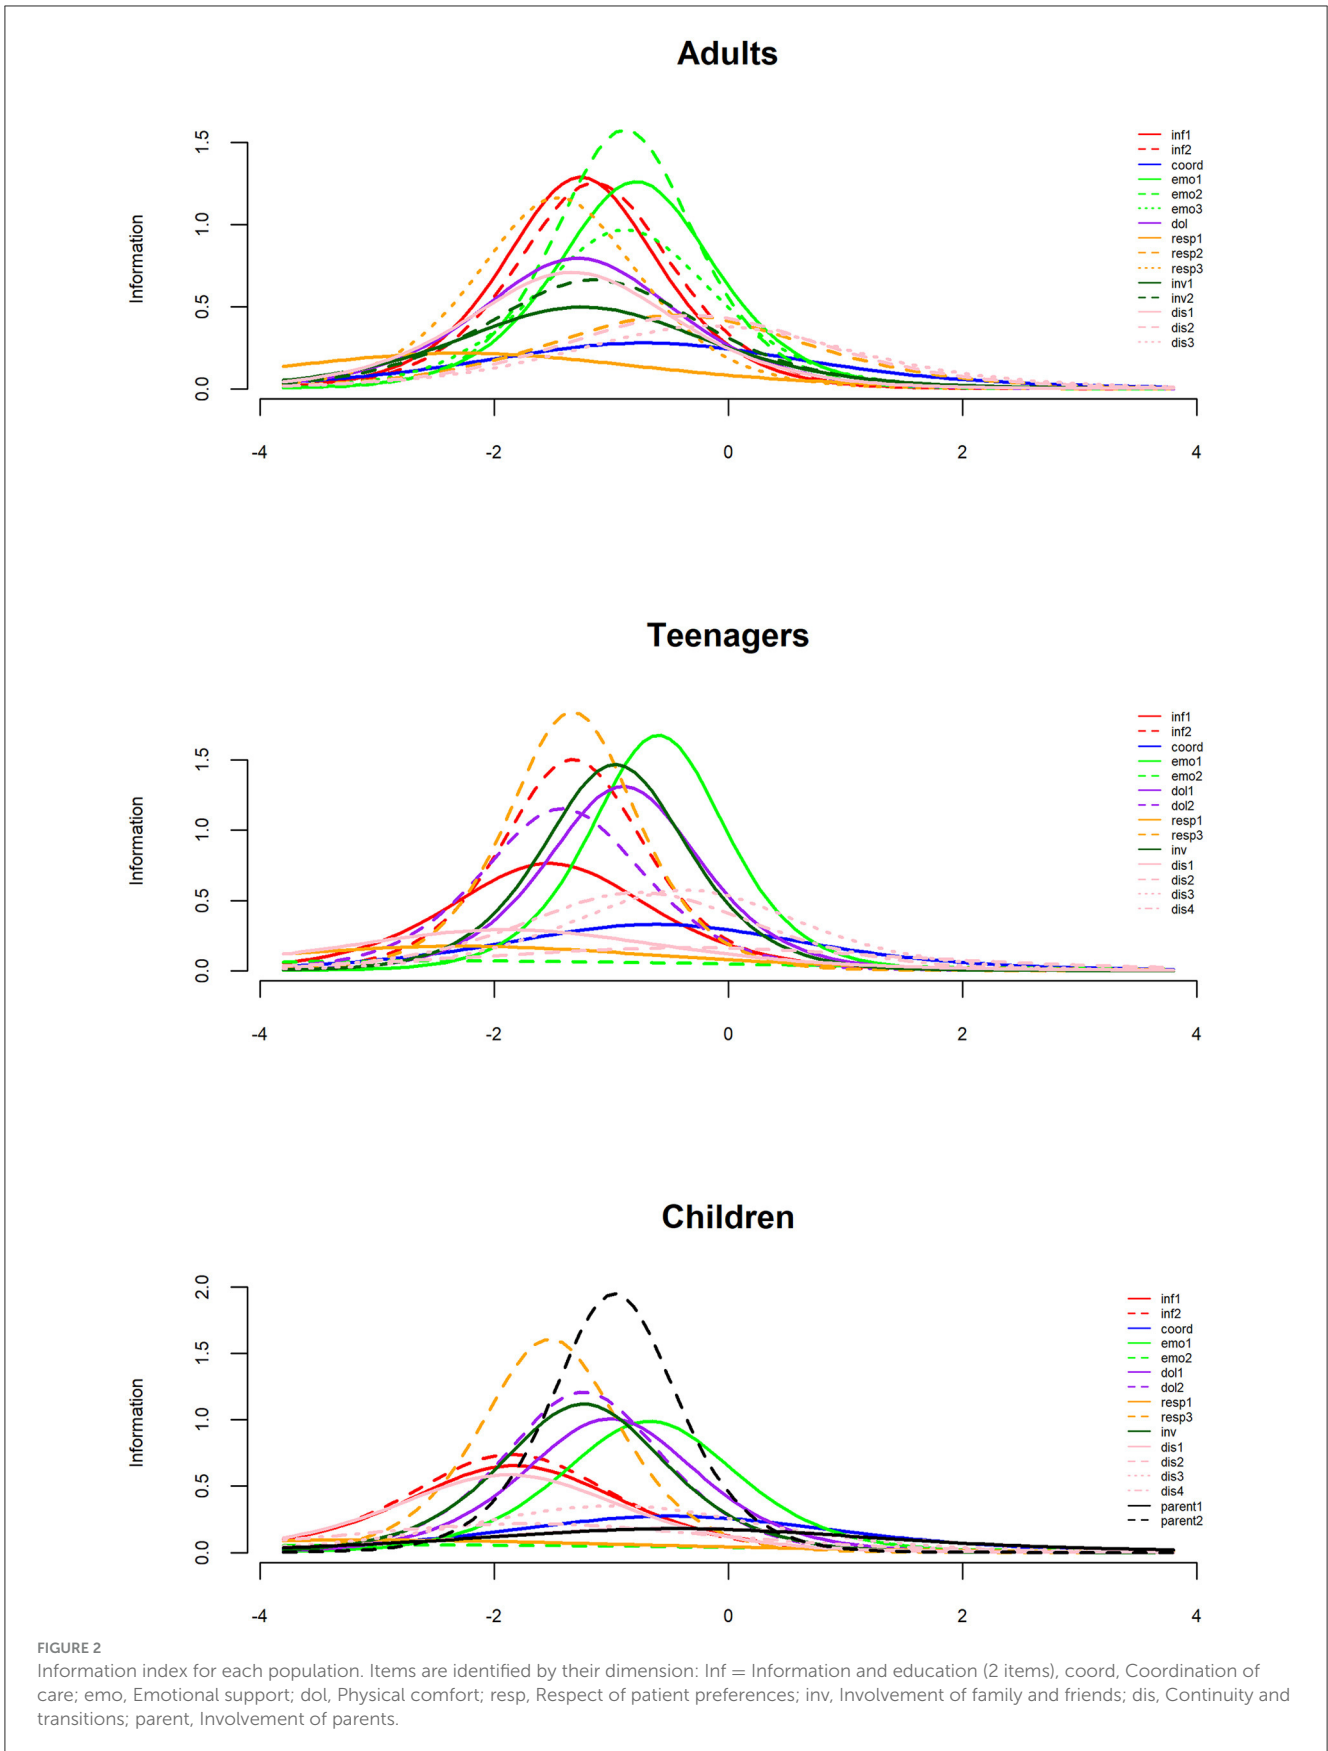 Adults
1.5
1.0
0.5
0.0
Information
-4
-2
0
2
4
inf1
inf2
coord
emo1
emo2
emo3
dol
resp1
resp2
resp3
inv1
inv2
dis1
dis2
dis3
Teenagers
1.5
1.0
0.5
0.0
Information
-4
-2
0
2
4
inf1
inf2
coord
emo1
emo2
dol1
dol2
resp1
resp3
inv
dis1
dis2
dis3
dis4
Children
2.0
1.5
1.0
0.5
0.0
Information
-4
-2
0
2
4
inf1
inf2
coord
emo1
emo2
dol1
dol2
resp1
resp3
inv
dis1
dis2
dis3
dis4
parent1
parent2
FIGURE 2
Information index for each population. Items are identified by their dimension: Inf = Information and education (2 items), coord, Coordination of
care; emo, Emotional support; dol, Physical comfort; resp, Respect of patient preferences; inv, Involvement of family and friends; dis, Continuity and
transitions; parent, Involvement of parents.